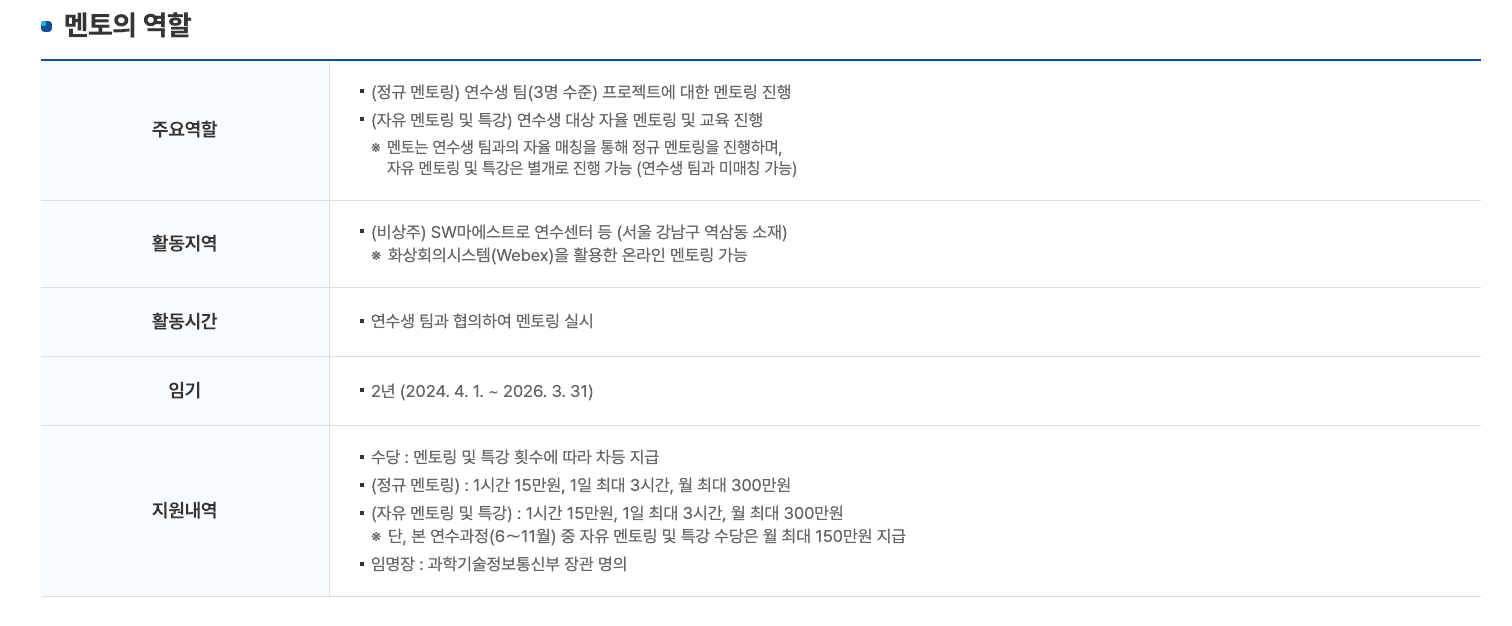 멘토의 역할
주요역할
▪ (정규 멘토링) 연수생 팀(3명 수준) 프로젝트에 대한 멘토링 진행
▪ (자유 멘토링 및 특강) 연수생 대상 자율 멘토링 및 교육 진행
※ 멘토는 연수생 팀과의 자율 매칭을 통해 정규 멘토링을 진행하며,
자유 멘토링 및 특강은 별개로 진행 가능 (연수생 팀과 미매칭 가능)
활동지역
▪ (비상주) SW마에스트로 연수센터 등 (서울 강남구 역삼동 소재)
※ 화상회의시스템(Webex)을 활용한 온라인 멘토링 가능
활동시간
▪ 연수생 팀과 협의하여 멘토링 실시
임기
▪ 2년 (2024. 4. 1. ~ 2026. 3. 31)
지원내역
▪ 수당 : 멘토링 및 특강 횟수에 따라 차등 지급
▪ (정규 멘토링) : 1시간 15만원, 1일 최대 3시간, 월 최대 300만원
▪ (자유 멘토링 및 특강) : 1시간 15만원, 1일 최대 3시간, 월 최대 300만원
※ 단, 본 연수과정(6～11월) 중 자유 멘토링 및 특강 수당은 월 최대 150만원 지급
▪ 임명장 : 과학기술정보통신부 장관 명의